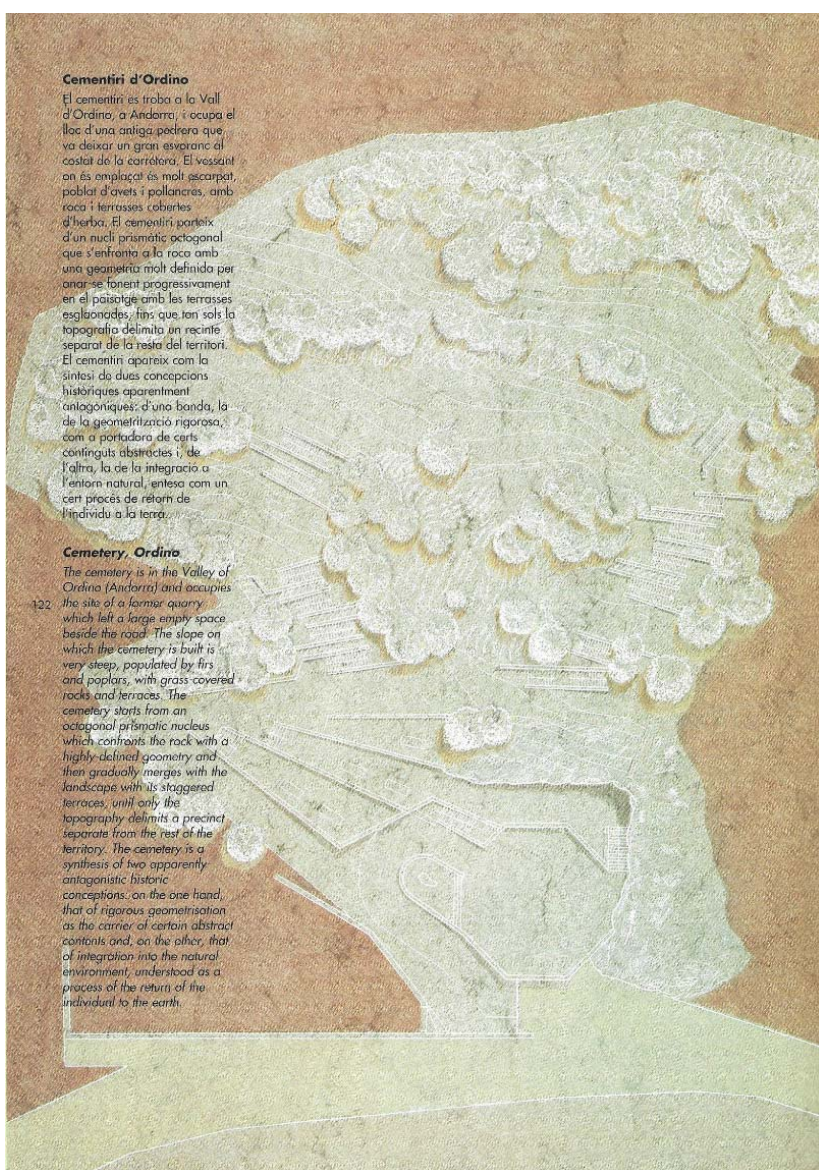 Cementiri d'Ordino
El cementiri es troba a la Vall
d'Ordino, a Andorra, i ocupa el
lloc d'una antiga pedrera que
va deixar un gran esvoranc al
costat de la carretera. El vessant
on és emplaçat és molt escarpat,
poblat d'avets i pollancres, amb
roca i terrasses cobertes
d'herba. El cementiri parteix
d'un nucli prismàtic octogonal
que s'enfronta a la roca amb
una geometria molt definida per
anar-se fonent progressivament
en el paisatge amb les terrasses
esglaonades, fins que tan sols la
topografia delimita un recinte
separat de la resta del territori.
El cementiri apareix com la
síntesi de dues concepcions
històriques aparentment
antagòniques: d'una banda, la
de la geometrització rigorosa,
com a portadora de certs
continguts abstractes i, de
l'altra, la de la integració a
l'entorn natural, entesa com un
cert procés de retorn de
l'individu a la terra.
Cemetery, Ordino
The cemetery is in the Valley of
Ordino (Andorra) and occupies
122
the site of a former quarry
which left a large empty space
beside the road. The slope on
which the cemetery is built is
very steep, populated by firs
and poplars, with grass-covered
rocks and terraces. The
cemetery starts from an
octagonal prismatic nucleus
which confronts the rock with a
highly-defined geometry and
then gradually merges with the
landscape with its staggered
terraces, until only the
topography delimits a precinct
separate from the rest of the
territory. The cemetery is a
synthesis of two apparently
antagonistic historic
conceptions: on the one hand,
that of rigorous geometrisation
as the carrier of certain abstract
contents and, on the other, that
of integration into the natural
environment, understood as a
process of the return of the
individual to the earth.